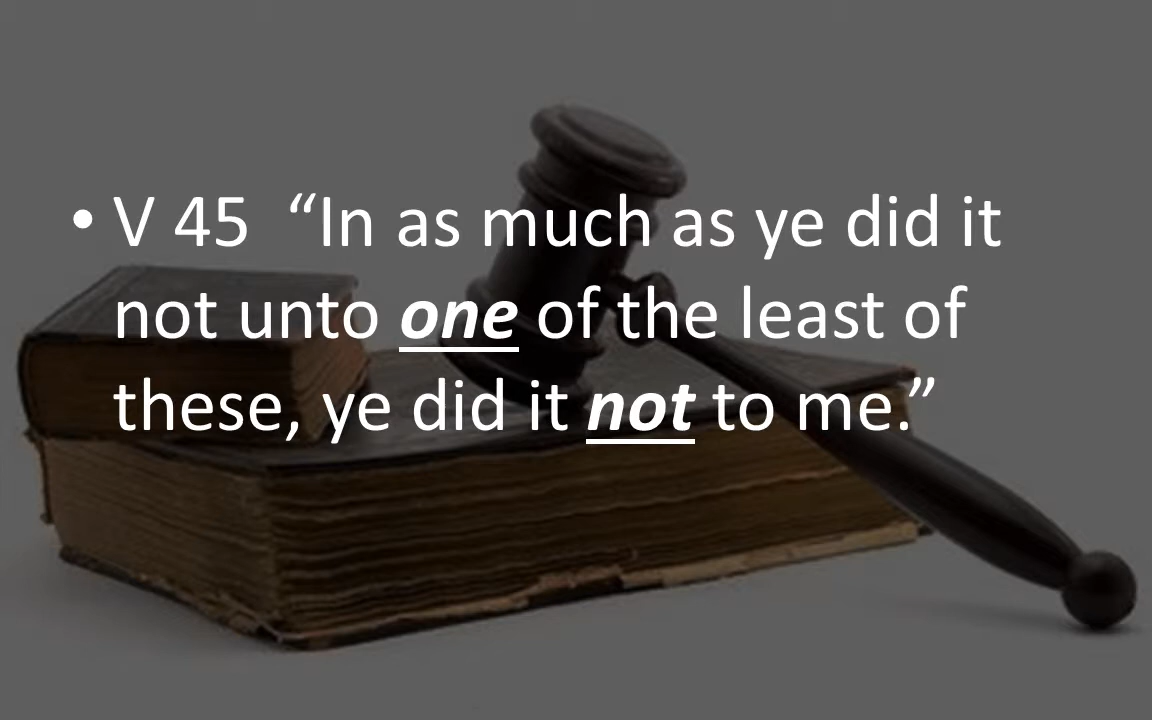 • V 45  “In as much as ye did it
not unto one of the least of
these, ye did it not to me.”